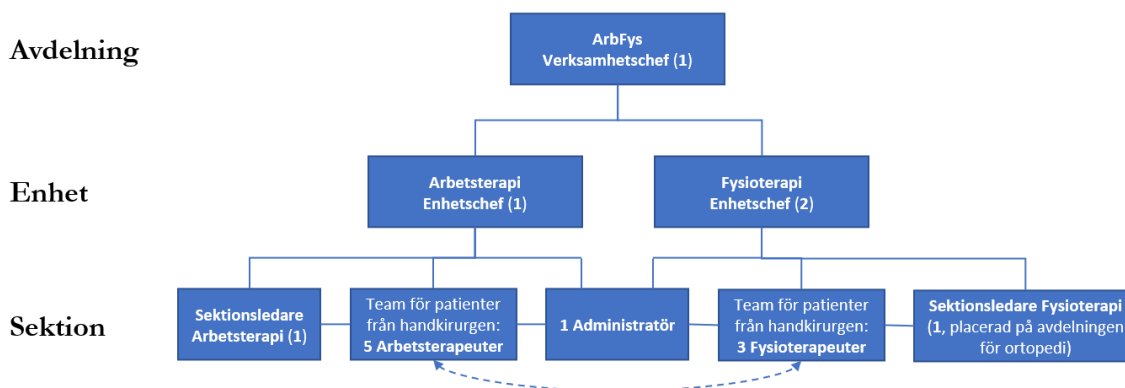 Avdelning
ArbFys
Verksamhetschef (1)
Enhet
Arbetsterapi
Enhetschef (1)
Fysioterapi
Enhetschef (2)
Sektion
Sektionsledare
Arbetsterapi (1)
Team för patienter
från handkirurgen:
5 Arbetsterapeuter
1 Administratör
Team för patienter
från handkirurgen:
3 Fysioterapeuter
Sektionsledare Fysioterapi
(1, placerad på avdelningen
för ortopedi)